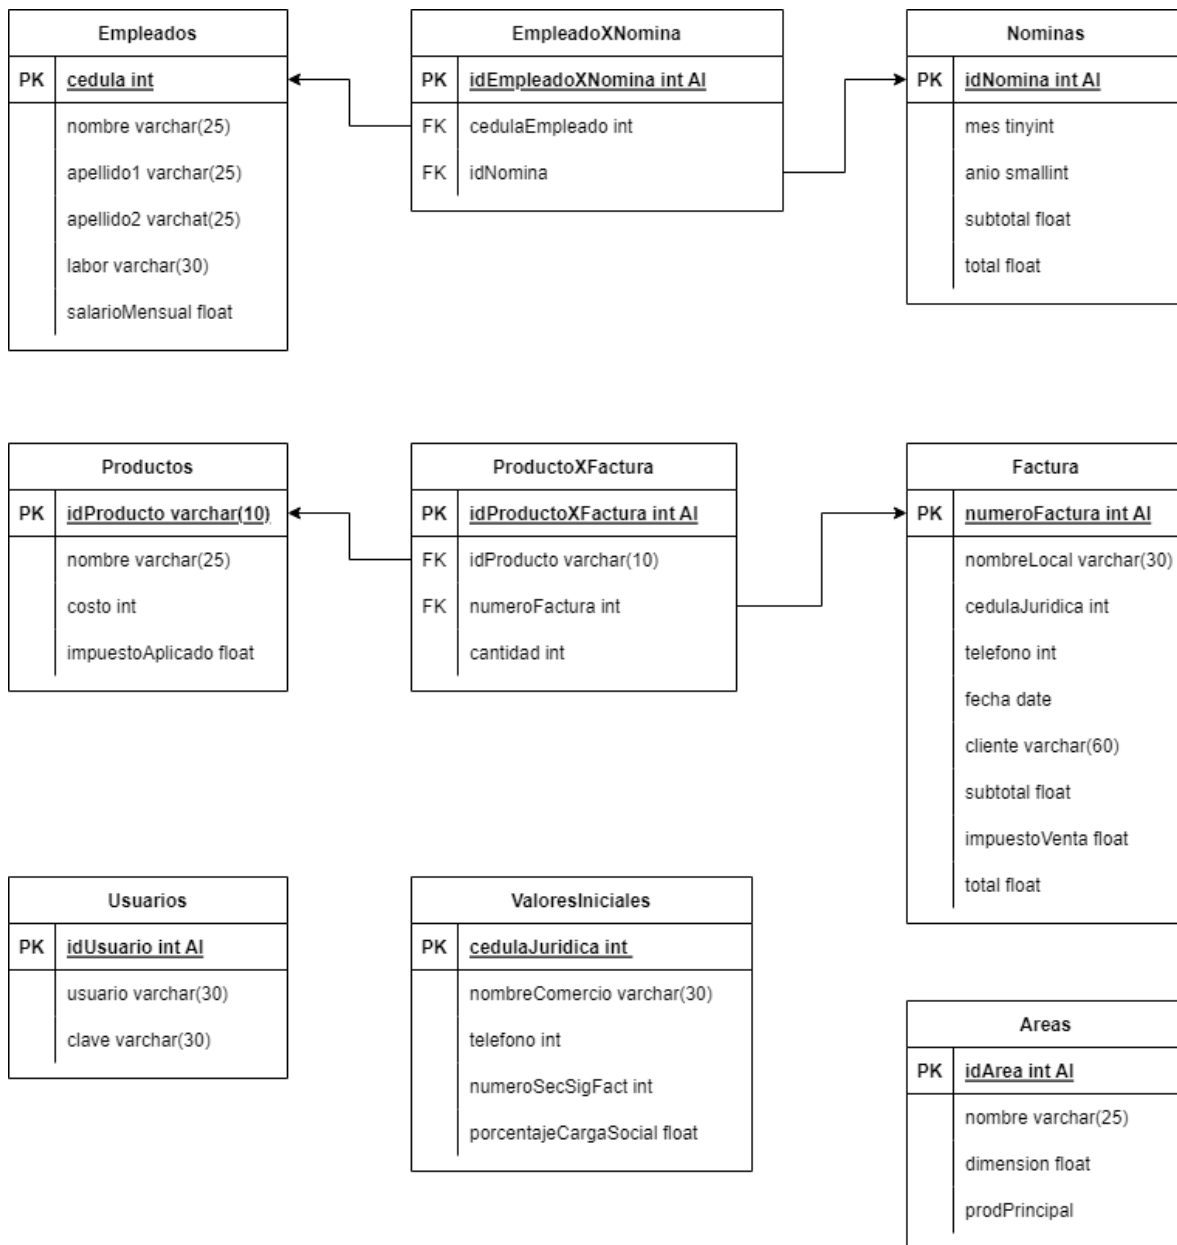 Empleados
PK cedula int
nombre varchar(25)
apellido1 varchar(25)
apellido2 varchat(25)
labor varchar(30)
salarioMensual float
EmpleadoXNomina
PK idEmpleadoXNomina int AI
FK cedulaEmpleado int
FK idNomina
Nominas
PK idNomina int AI
mes tinyint
anio smallint
subtotal float
total float
Productos
PK idProducto varchar(10)
nombre varchar(25)
costo int
impuestoAplicado float
ProductoXFactura
PK idProductoXFactura int AI
FK idProducto varchar(10)
FK numeroFactura int
cantidad int
Factura
PK numeroFactura int AI
nombreLocal varchar(30)
cedulaJuridica int
telefono int
fecha date
cliente varchar(60)
subtotal float
impuestoVenta float
total float
Usuarios
PK idUsuario int AI
usuario varchar(30)
clave varchar(30)
ValoresIniciales
PK cedulaJuridica int
nombreComercio varchar(30)
telefono int
numeroSecSigFact int
porcentajeCargaSocial float
Areas
PK idArea int AI
nombre varchar(25)
dimension float
prodPrincipal